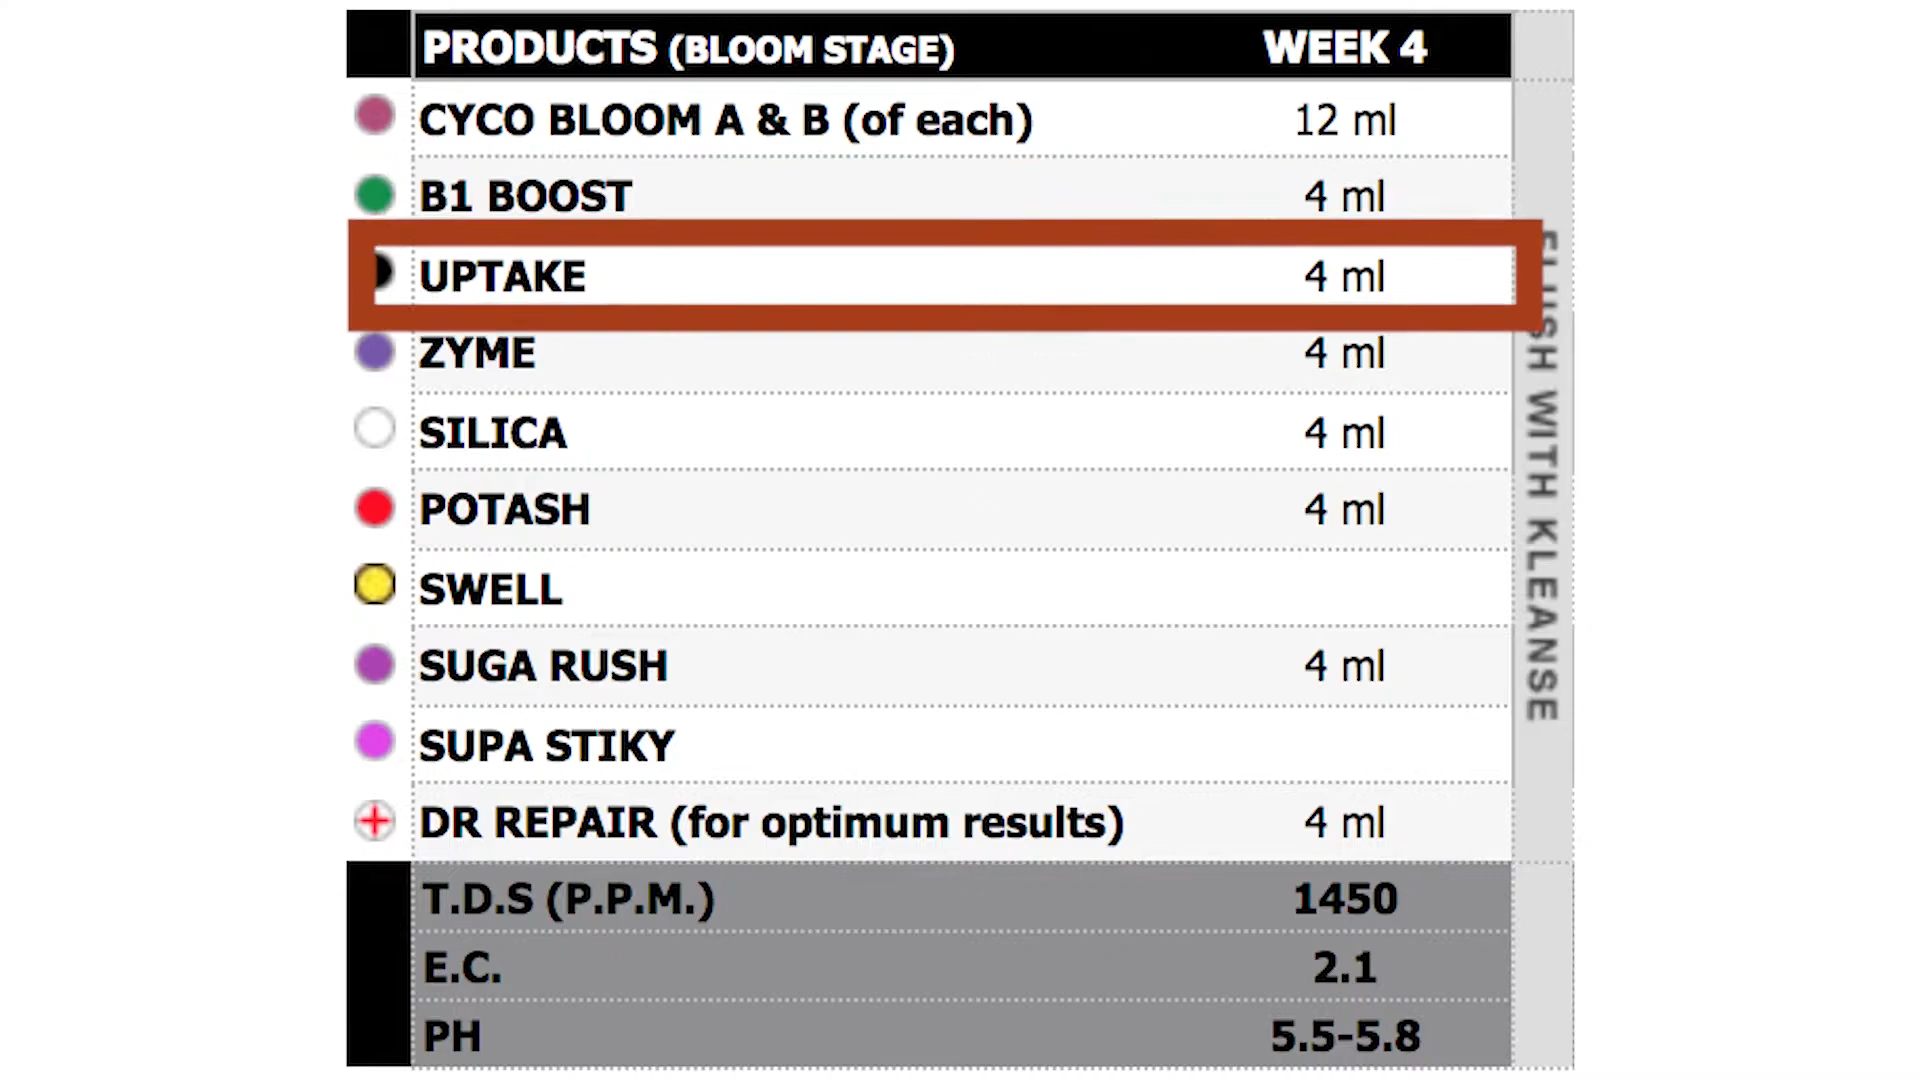 PRODUCTS (BLOOM STAGE) WEEK 4
CYCO BLOOM A & B (of each) 12 ml
B1 BOOST 4 ml
UPTAKE 4 ml
ZYME 4 ml
SILICA 4 ml
POTASH 4 ml
SWELL
SUGA RUSH 4 ml
SUPA STIKY
DR REPAIR (for optimum results) 4 ml
T.D.S (P.P.M.) 1450
E.C. 2.1
PH 5.5-5.8
FLUSH WITH KLEANSE